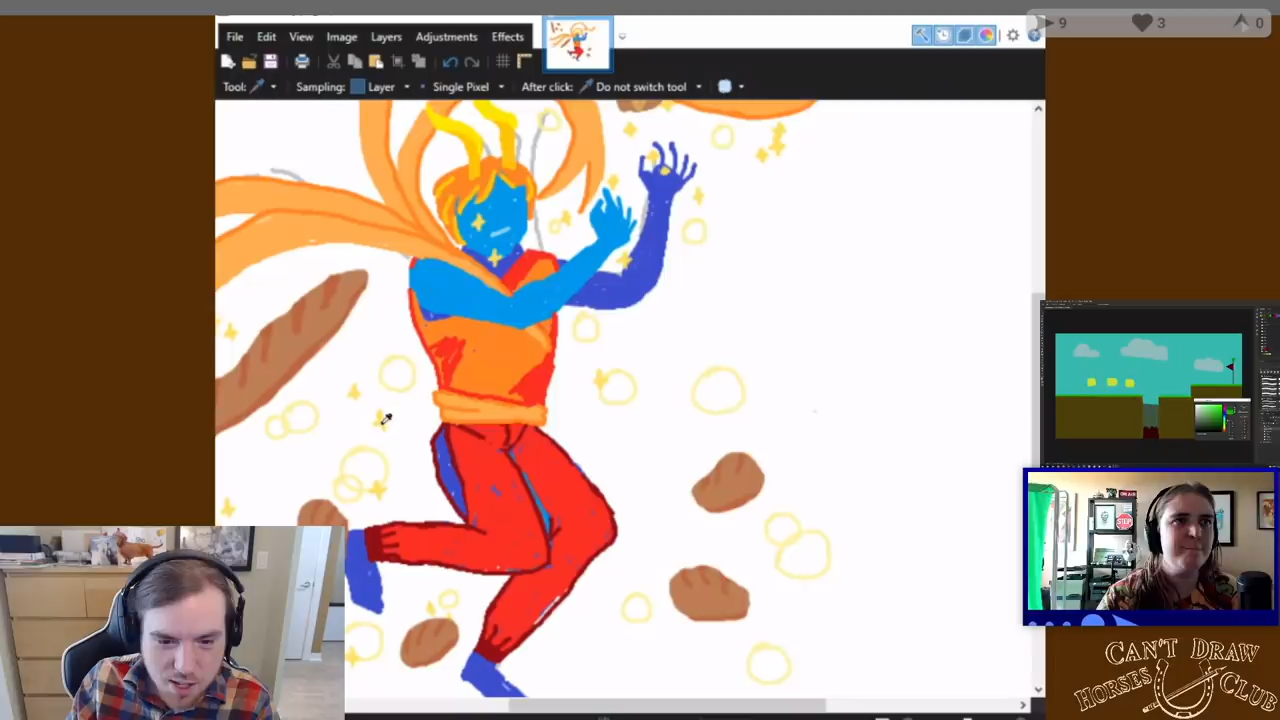 9 3 0
File Edit View Image Layers Adjustments Effects
Tool: Sampling: Layer Single Pixel After click: Do not switch tool
STOP
CAN'T DRAW
HORSES CLUB